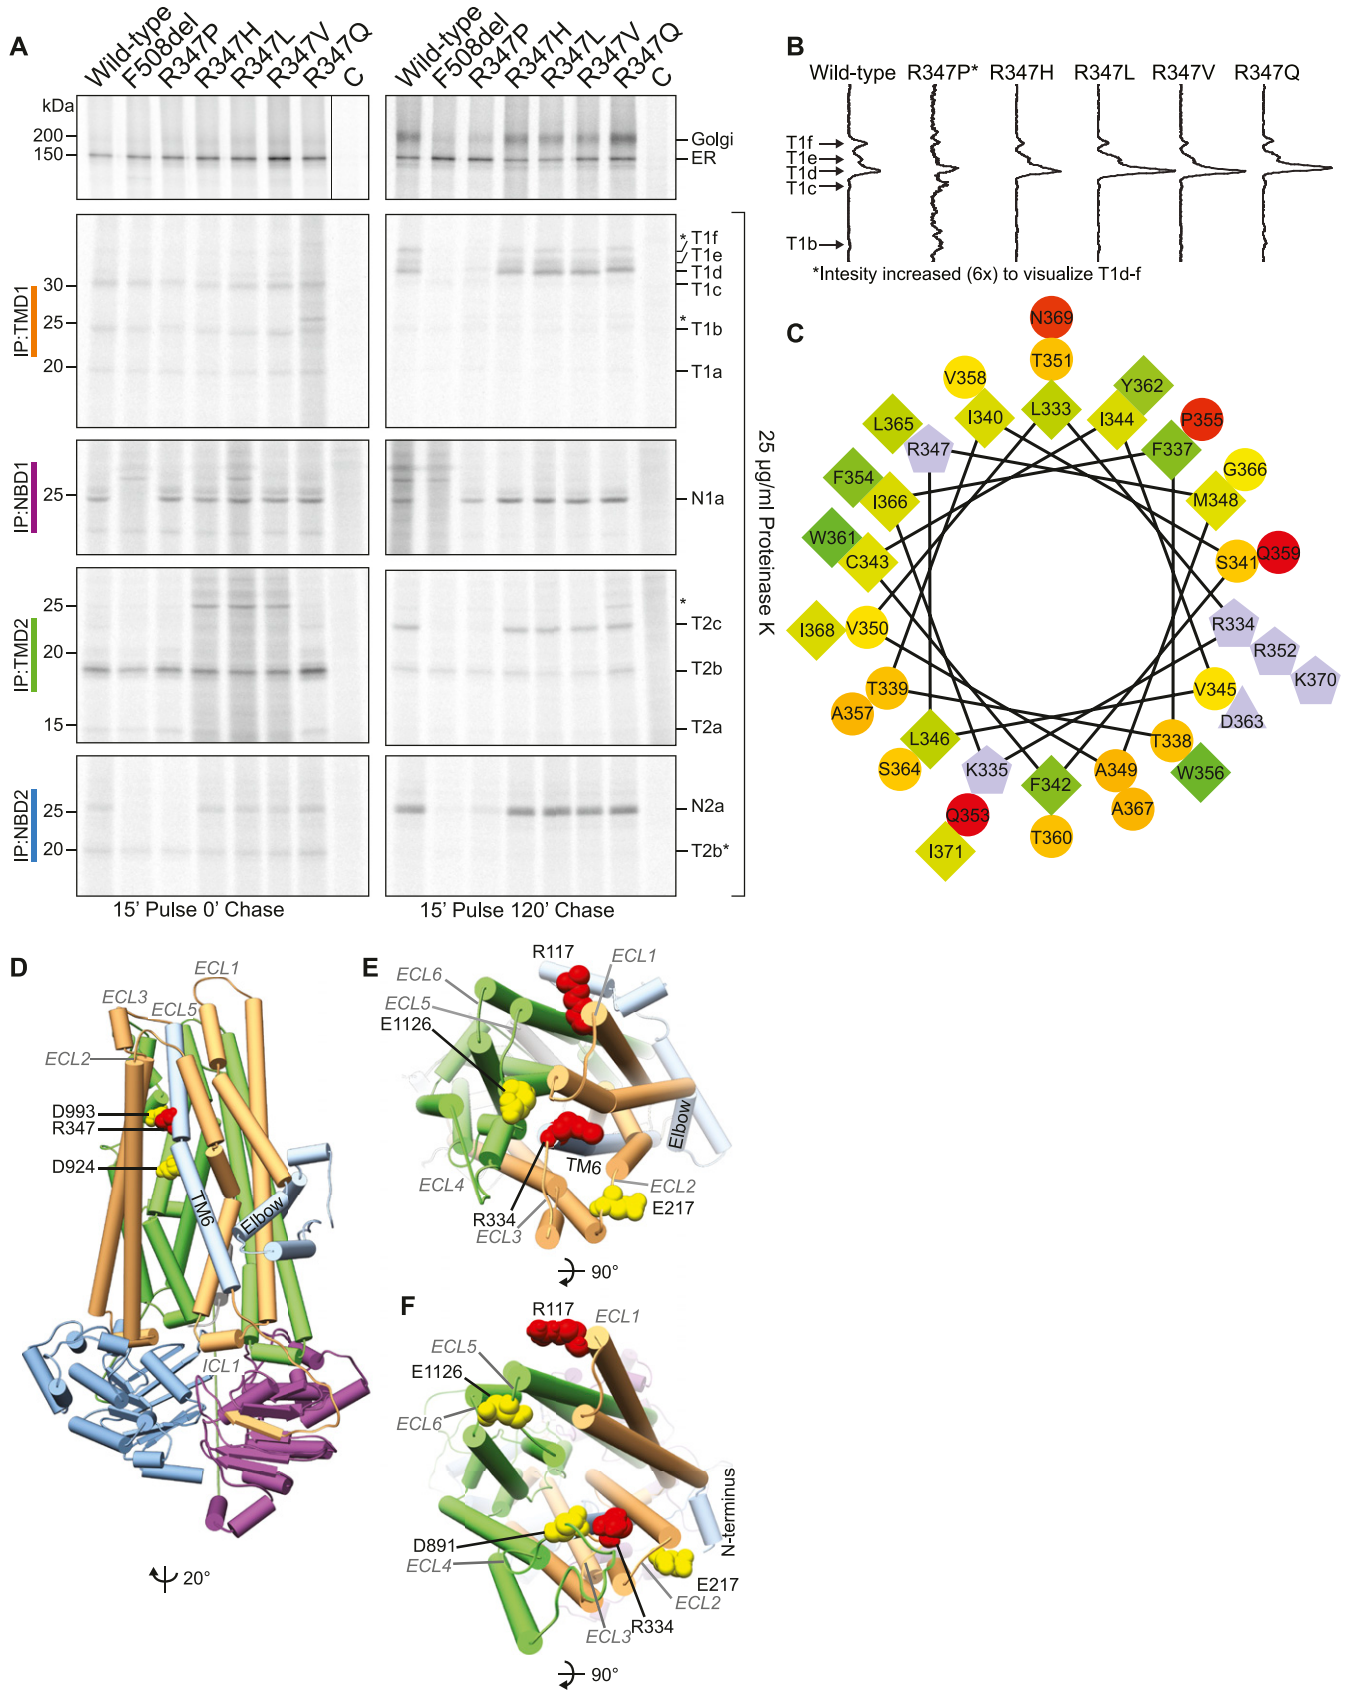 A
Wild-type
F508del
R347P
R347H
R347L
R347V
R347Q
C
Wild-type
F508del
R347P
R347H
R347L
R347V
R347Q
C
kDa
200
150
Golgi
ER
IP:TMD1
30
25
20
* T1f
T1e
T1d
T1c
*
T1b
T1a
IP:NBD1
25
N1a
IP:TMD2
25
20
15
*
T2c
T2b
T2a
IP:NBD2
25
20
N2a
T2b*
25 µg/ml Proteinase K
15' Pulse 0' Chase
15' Pulse 120' Chase
B
Wild-type R347P* R347H R347L R347V R347Q
T1f
T1e
T1d
T1c
T1b
*Intesity increased (6x) to visualize T1d-f
C
N369
T351
V358
Y362
L365
I340
L333
I344
P355
R347
F337
F354
G366
I366
M348
W361
C343
S341
Q359
I368
V350
R334
R352
K370
T339
V345
A357
D363
L346
T338
S364
K335
F342
A349
W356
Q353
A367
I371
T360
D
ECL1
ECL3
ECL5
ECL2
D993
R347
D924
TM6
Elbow
ICL1
20°
E
R117
ECL1
ECL6
ECL5
E1126
Elbow
TM6
ECL4
ECL2
R334
E217
ECL3
90°
F
R117
ECL1
ECL5
E1126
ECL6
N-terminus
D891
ECL4
E217
ECL2
R334
ECL3
90°